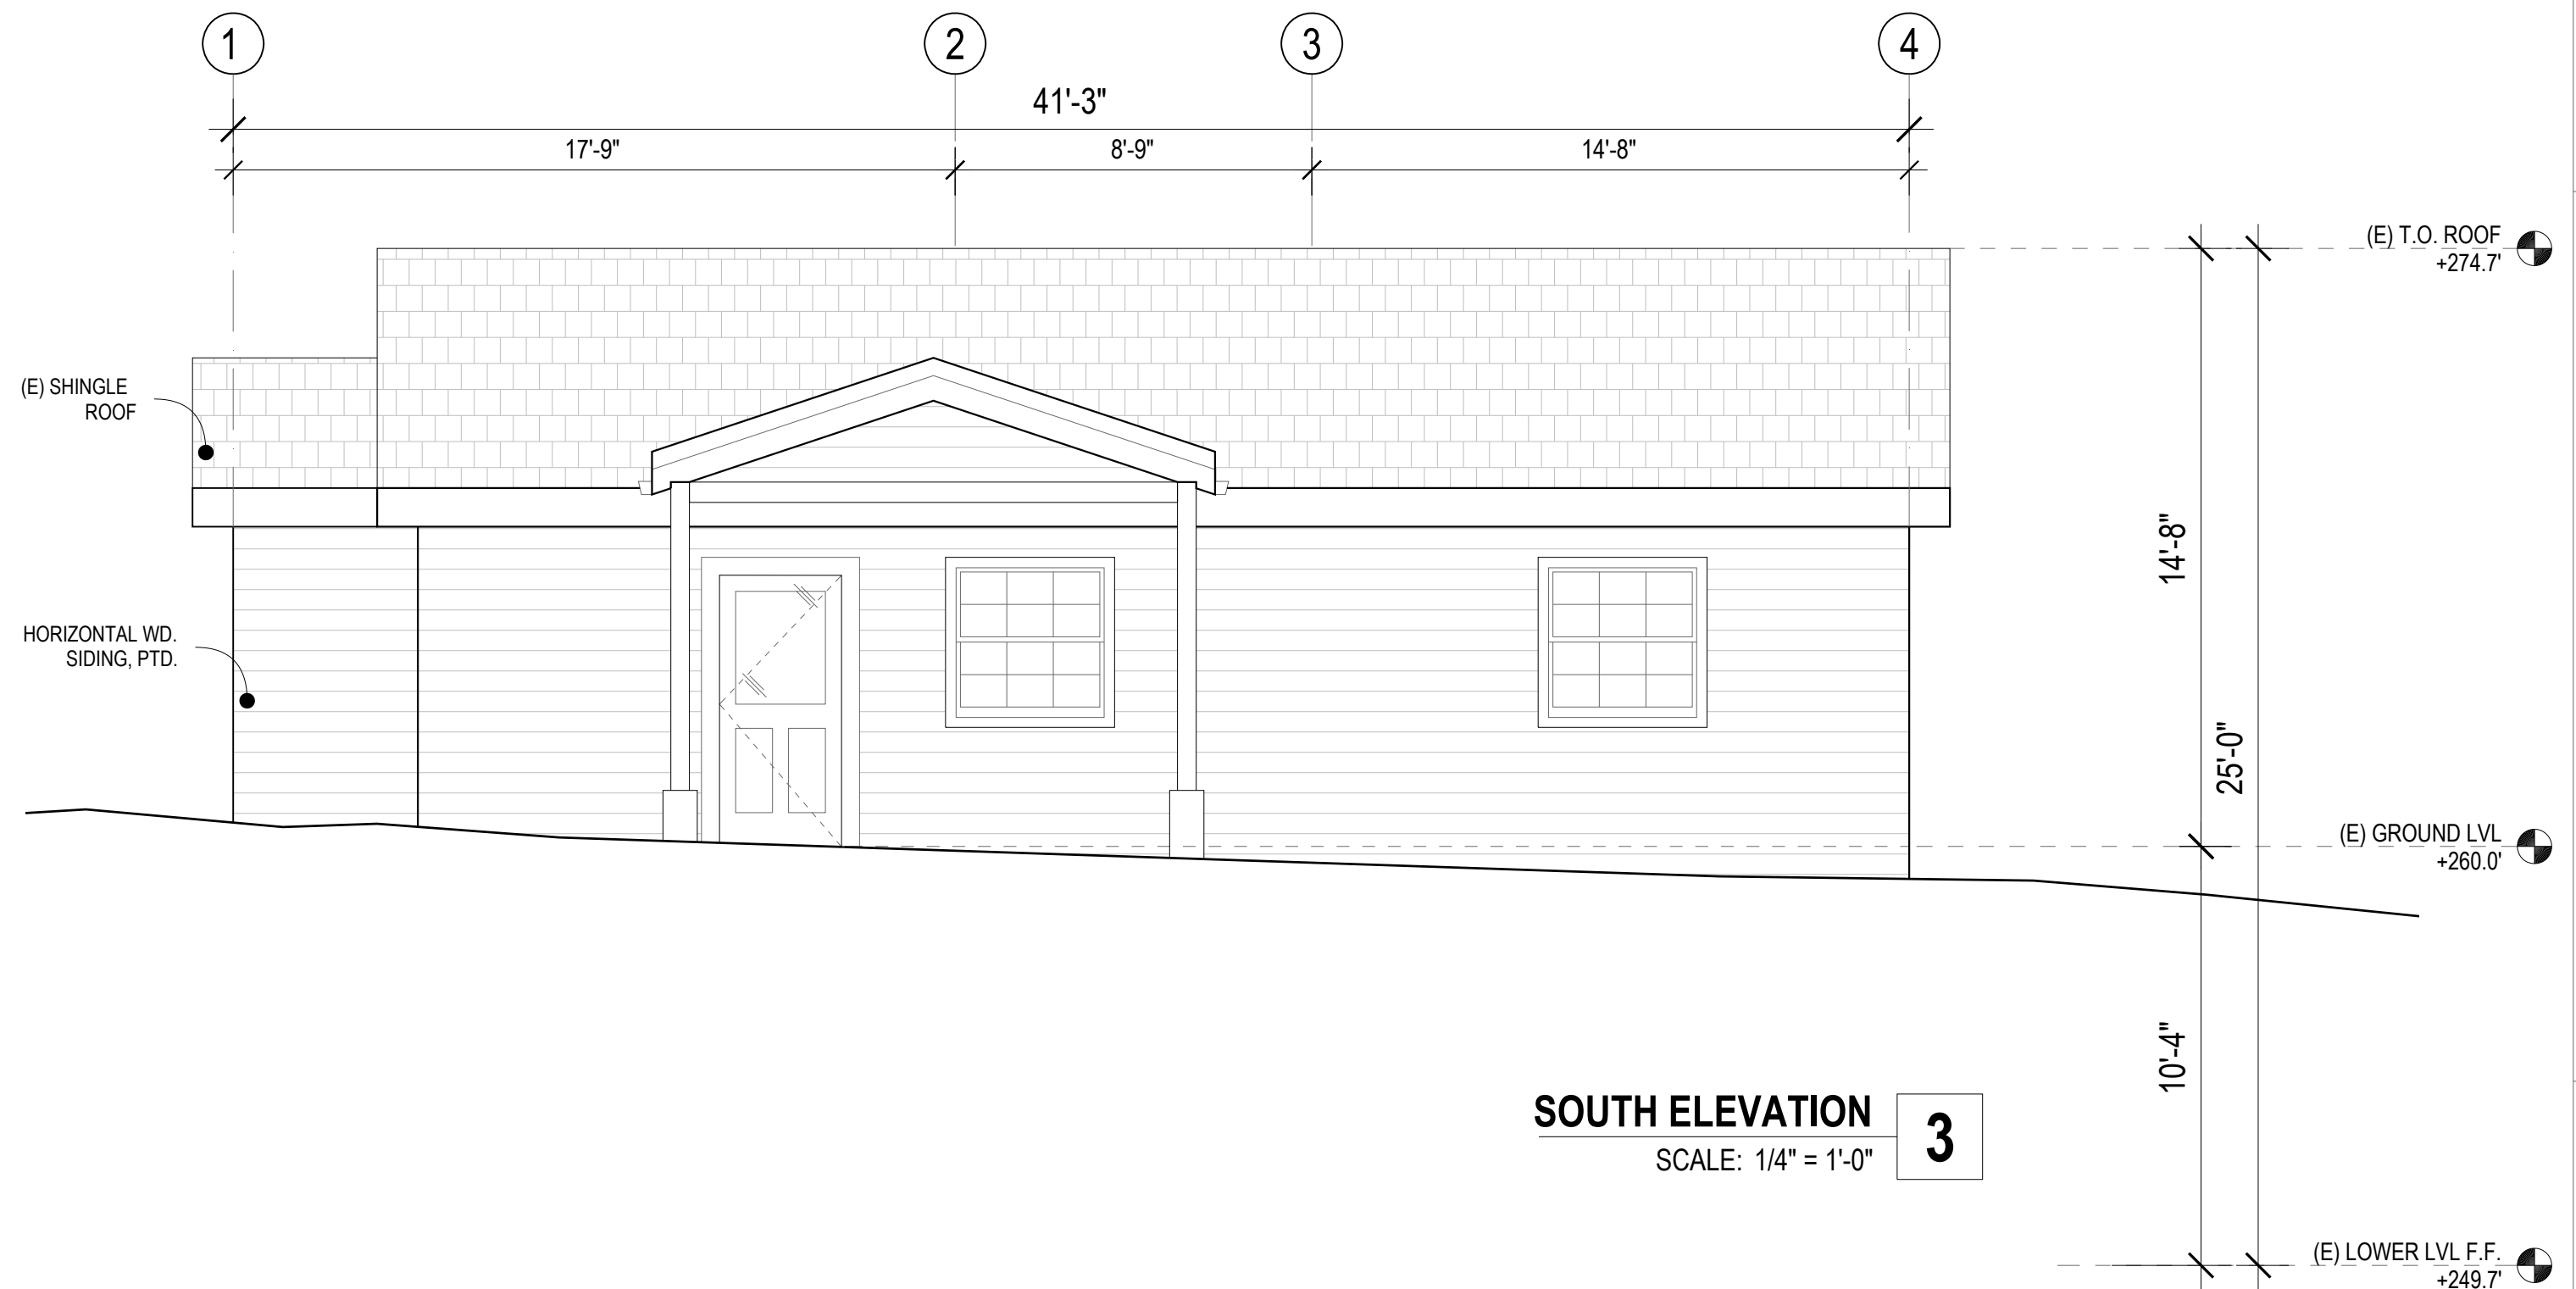 1
2
3
4
41'-3"
17'-9"
8'-9"
14'-8"
(E) T.O. ROOF
+274.7'
(E) SHINGLE
ROOF
14'-8"
HORIZONTAL WD.
SIDING, PTD.
25'-0"
(E) GROUND LVL
+260.0'
10'-4"
SOUTH ELEVATION
3
SCALE: 1/4" = 1'-0"
(E) LOWER LVL F.F.
+249.7'